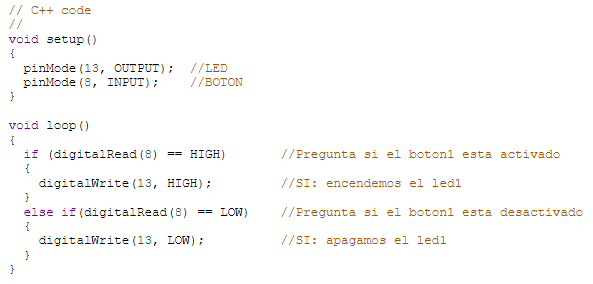 // C++ code
//
void setup()
{
  pinMode(13, OUTPUT);  //LED
  pinMode(8, INPUT);    //BOTON
}

void loop()
{
  if (digitalRead(8) == HIGH)       //Pregunta si el boton1 esta activado
  {
    digitalWrite(13, HIGH);         //SI: encendemos el led1
  }
  else if(digitalRead(8) == LOW)    //Pregunta si el boton1 esta desactivado
  {
    digitalWrite(13, LOW);          //SI: apagamos el led1
  }
}